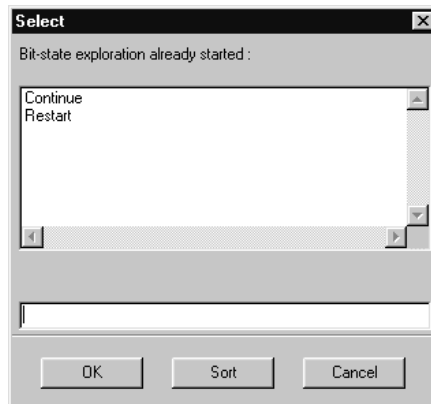 Select
Bit-state exploration already started :
Continue
Restart
OK
Sort
Cancel